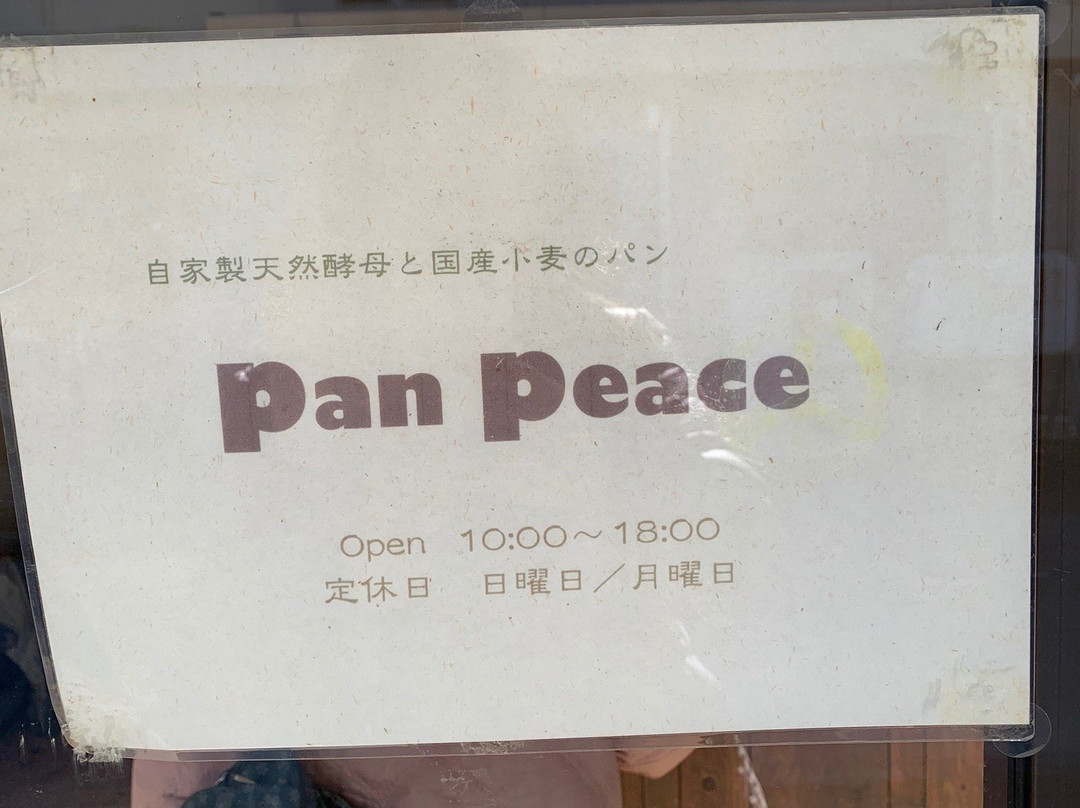 自家製天然酵母と国産小麦のパン
Pan Peace
Open 10:00～18:00
定休日 日曜日／月曜日